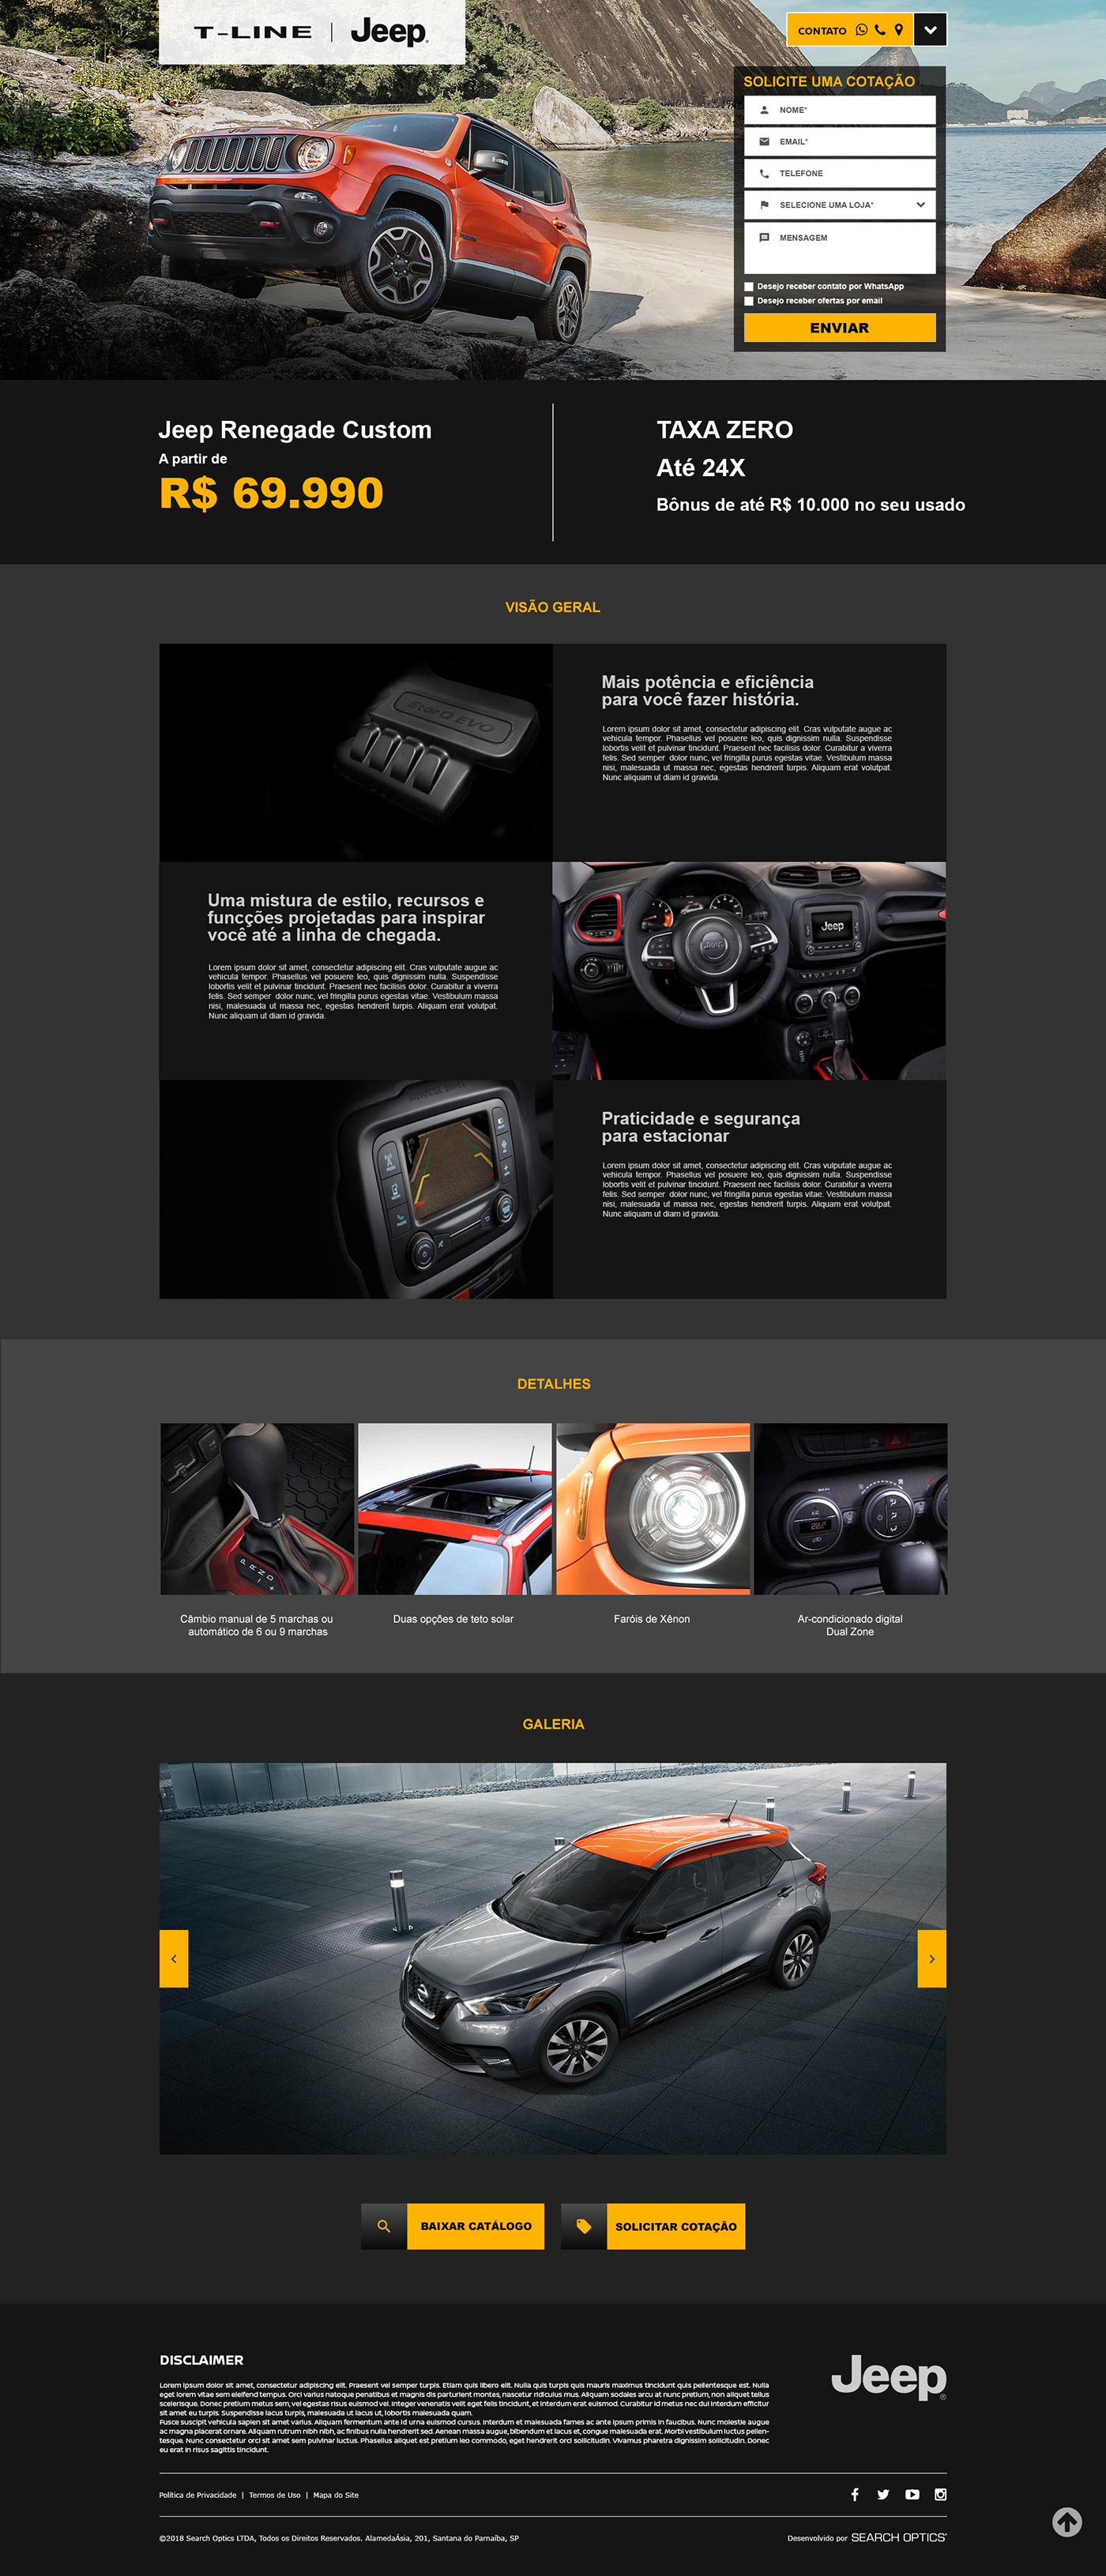 T-LINE | Jeep
CONTATO
SOLICITE UMA COTAÇÃO
NOME*
EMAIL*
TELEFONE
SELECIONE UMA LOJA*
MENSAGEM
Desejo receber contato por WhatsApp
Desejo receber ofertas por email
ENVIAR
Jeep Renegade Custom
A partir de
R$ 69.990
TAXA ZERO
Até 24X
Bônus de até R$ 10.000 no seu usado
VISÃO GERAL
EtorQ EVO
Mais potência e eficiência
para você fazer história.
Lorem ipsum dolor sit amet, consectetur adipiscing elit. Cras vulputate augue ac
vehicula tempor. Phasellus vel posuere leo, quis dignissim nulla. Suspendisse
lobortis velit et pulvinar tincidunt. Praesent nec facilisis dolor. Curabitur a viverra
felis. Sed semper dolor nunc, vel fringilla purus egestas vitae. Vestibulum massa
nisi, malesuada ut massa nec, egestas hendrerit turpis. Aliquam erat volutpat.
Nunc aliquam ut diam id gravida.
Uma mistura de estilo, recursos e
funcções projetadas para inspirar
você até a linha de chegada.
Lorem ipsum dolor sit amet, consectetur adipiscing elit. Cras vulputate augue ac
vehicula tempor. Phasellus vel posuere leo, quis dignissim nulla. Suspendisse
lobortis velit et pulvinar tincidunt. Praesent nec facilisis dolor. Curabitur a viverra
felis. Sed semper dolor nunc, vel fringilla purus egestas vitae. Vestibulum massa
nisi, malesuada ut massa nec, egestas hendrerit turpis. Aliquam erat volutpat.
Nunc aliquam ut diam id gravida.
Jeep
Jeep
Praticidade e segurança
para estacionar
Lorem ipsum dolor sit amet, consectetur adipiscing elit. Cras vulputate augue ac
vehicula tempor. Phasellus vel posuere leo, quis dignissim nulla. Suspendisse
lobortis velit et pulvinar tincidunt. Praesent nec facilisis dolor. Curabitur a viverra
felis. Sed semper dolor nunc, vel fringilla purus egestas vitae. Vestibulum massa
nisi, malesuada ut massa nec, egestas hendrerit turpis. Aliquam erat volutpat.
Nunc aliquam ut diam id gravida.
DETALHES
P R N D
Câmbio manual de 5 marchas ou
automático de 6 ou 9 marchas
Duas opções de teto solar
Faróis de Xênon
Ar-condicionado digital
Dual Zone
GALERIA
BAIXAR CATÁLOGO
SOLICITAR COTAÇÃO
DISCLAIMER
Lorem ipsum dolor sit amet, consectetur adipiscing elit. Praesent vel semper turpis. Etiam quis libero elit. Nulla quis turpis quis mauris maximus tincidunt quis pellentesque est. Nulla
eget lorem vitae sem eleifend tempus. Orci varius natoque penatibus et magnis dis parturient montes, nascetur ridiculus mus. Aliquam sodales arcu at nunc pretium, non aliquet tellus
scelerisque. Donec pretium metus sem, vel egestas risus euismod vel. Integer venenatis velit eget felis tincidunt, et interdum erat euismod. Curabitur id metus nec dui interdum efficitur
sit amet eu turpis. Suspendisse lacus turpis, malesuada ut lacus ut, lobortis malesuada quam.
Fusce suscipit vehicula sapien sit amet varius. Aliquam fermentum ante id urna euismod cursus. Interdum et malesuada fames ac ante ipsum primis in faucibus. Nunc molestie augue
ac magna placerat ornare. Aliquam rutrum nibh nibh, ac finibus nulla hendrerit sed. Aenean massa augue, bibendum et lacus et, congue malesuada erat. Morbi vestibulum luctus pellen-
tesque. Nunc consectetur orci sit amet sem pulvinar luctus. Phasellus aliquet est pretium leo commodo, eget hendrerit orci sollicitudin. Vivamus pharetra dignissim sollicitudin. Donec
eu erat in risus sagittis tincidunt.
Jeep
Política de Privacidade | Termos de Uso | Mapa do Site
©2018 Search Optics LTDA, Todos os Direitos Reservados. AlamedaÁsia, 201, Santana do Parnaíba, SP
Desenvolvido por SEARCH OPTICS